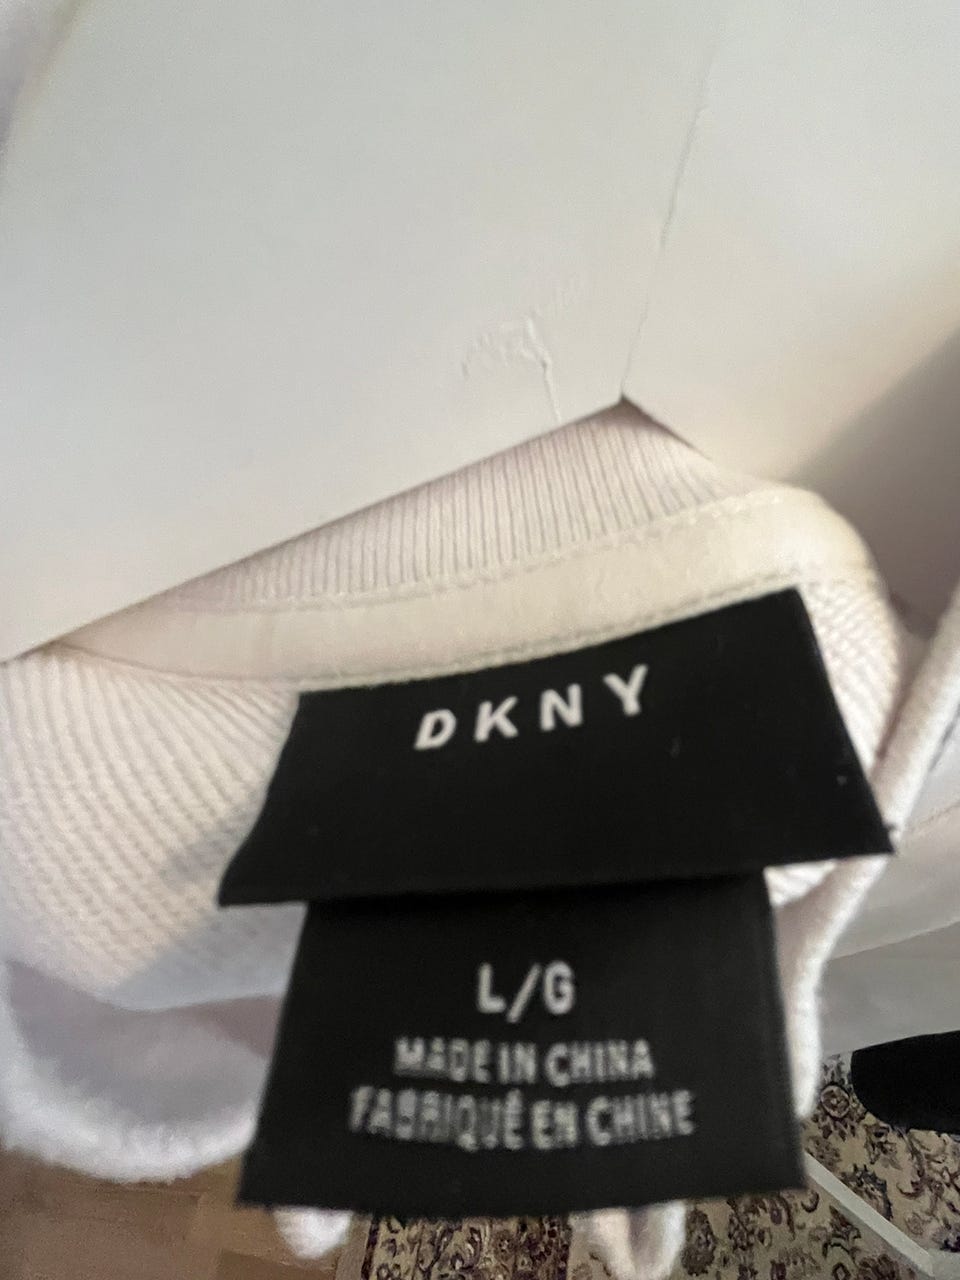 DKNY
L/G
MADE IN CHINA
FABRIQUÉ EN CHINE